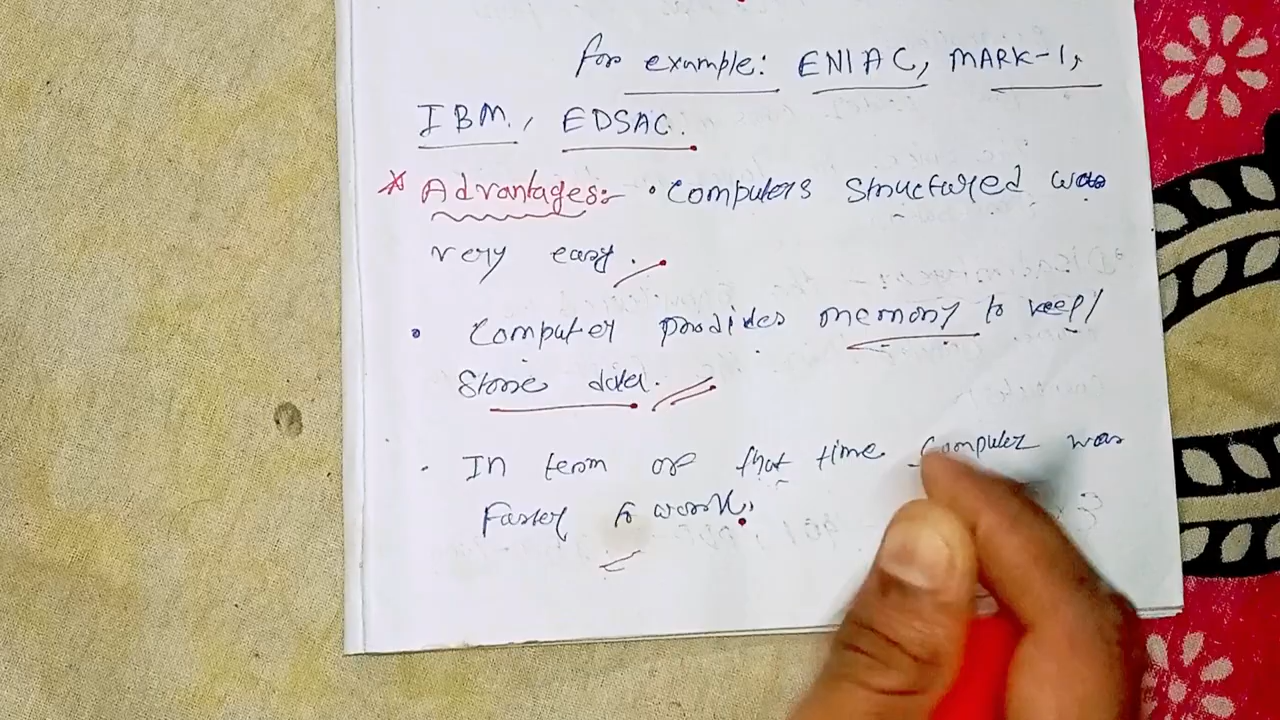 for example: ENIAC, MARK-1,
IBM., EDSAC.
* Advantages:- • Computers structured was
very easy.
• Computer provides memory to keep/
store data.
• In term of that time computer was
faster to work.